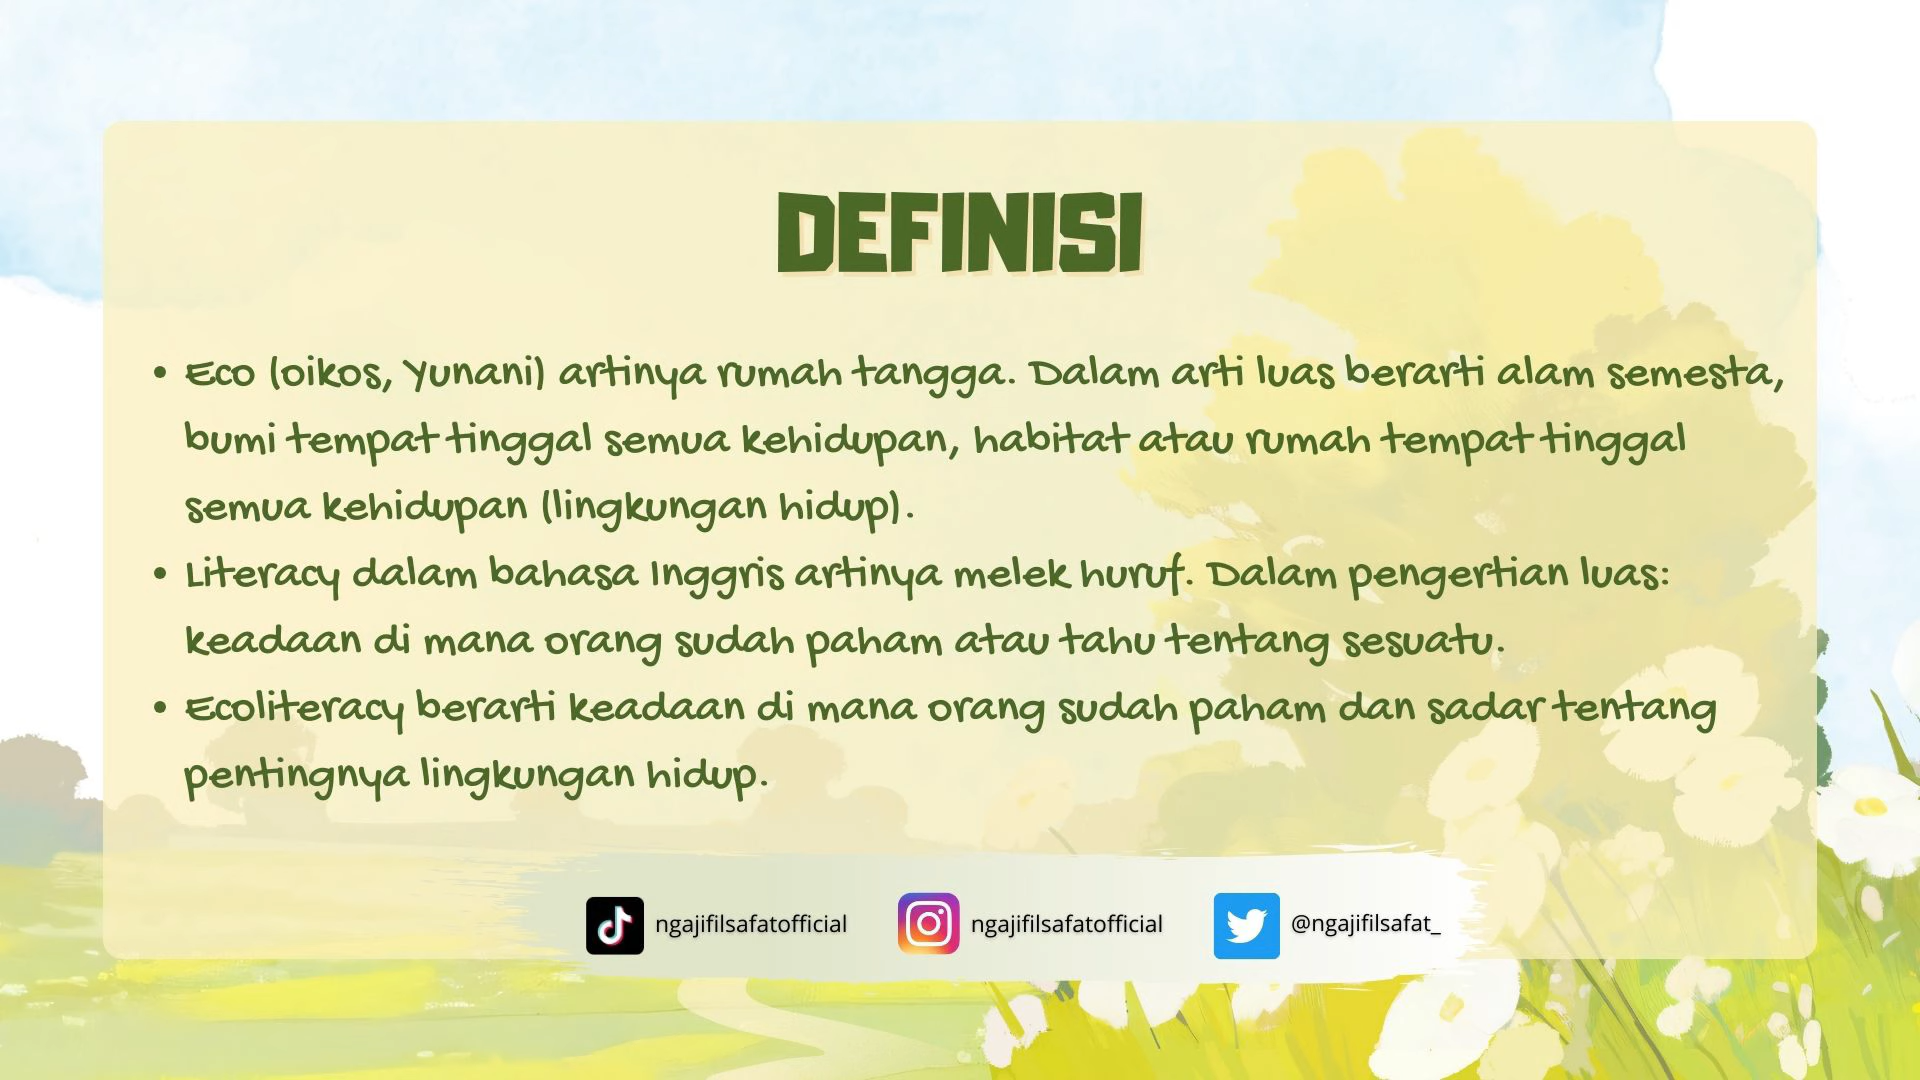 DEFINISI
• Eco (oikos, Yunani) artinya rumah tangga. Dalam arti luas berarti alam semesta,
bumi tempat tinggal semua kehidupan, habitat atau rumah tempat tinggal
semua kehidupan (lingkungan hidup).
• Literacy dalam bahasa Inggris artinya melek huruf. Dalam pengertian luas:
keadaan di mana orang sudah paham atau tahu tentang sesuatu.
• Ecoliteracy berarti keadaan di mana orang sudah paham dan sadar tentang
pentingnya lingkungan hidup.
ngajifilsafatofficial ngajifilsafatofficial @ngajifilsafat_